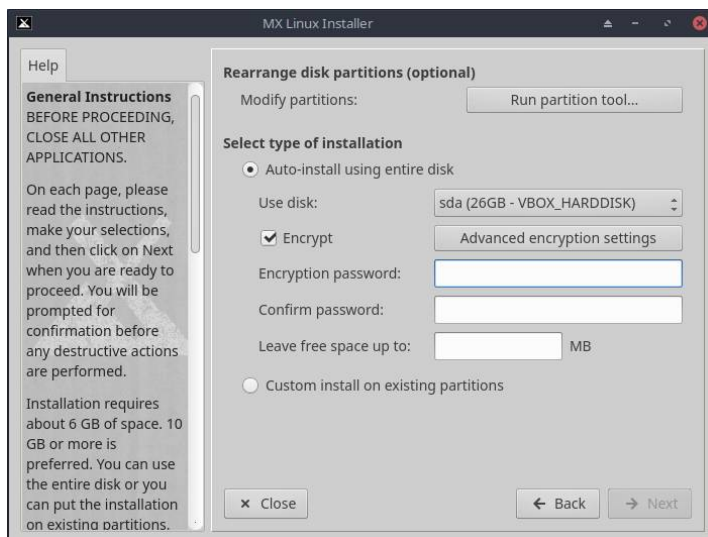 MX Linux Installer
Help
General Instructions
BEFORE PROCEEDING,
CLOSE ALL OTHER
APPLICATIONS.
On each page, please
read the instructions,
make your selections,
and then click on Next
when you are ready to
proceed. You will be
prompted for
confirmation before
any destructive actions
are performed.
Installation requires
about 6 GB of space. 10
GB or more is
preferred. You can use
the entire disk or you
can put the installation
on existing partitions.
Rearrange disk partitions (optional)
Modify partitions: Run partition tool...
Select type of installation
Auto-install using entire disk
Use disk: sda (26GB - VBOX_HARDDISK)
Encrypt Advanced encryption settings
Encryption password:
Confirm password:
Leave free space up to: MB
Custom install on existing partitions
Close Back Next